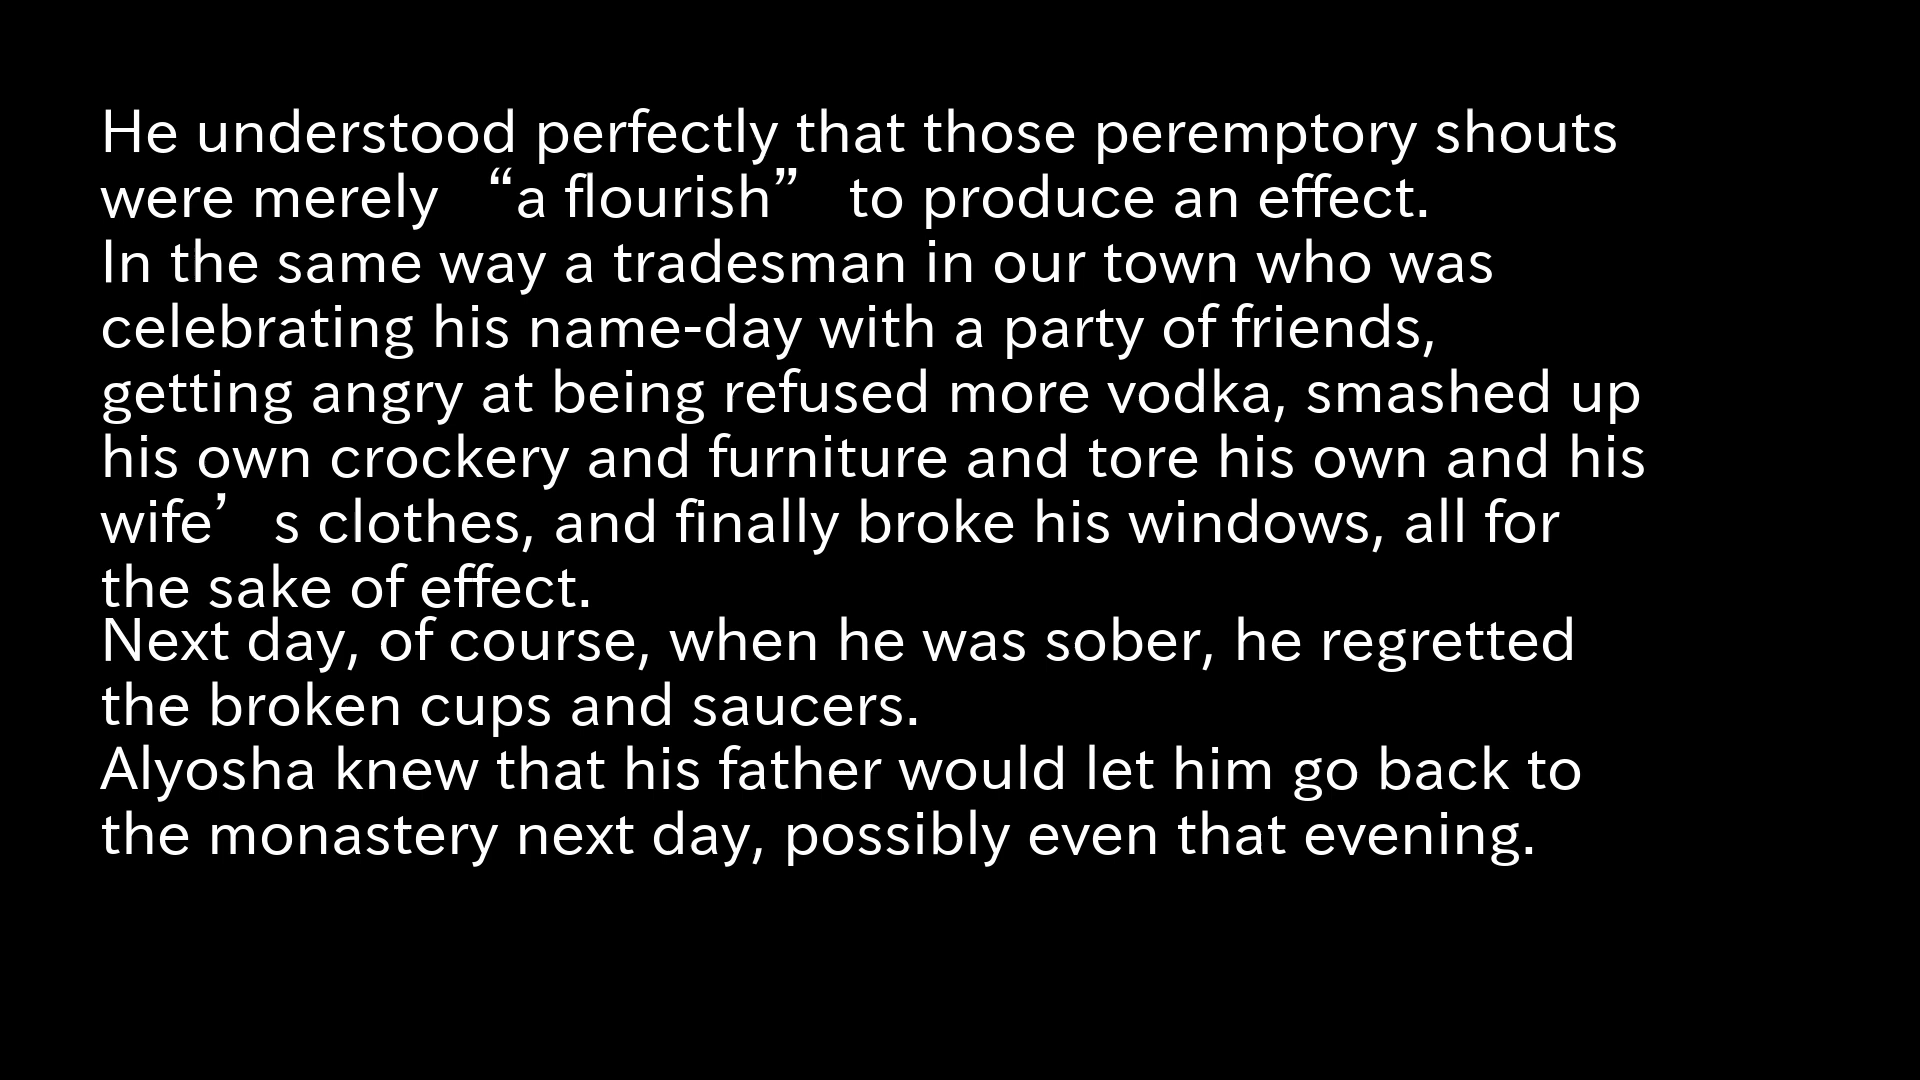 He understood perfectly that those peremptory shouts
were merely “a flourish” to produce an effect.
In the same way a tradesman in our town who was
celebrating his name-day with a party of friends,
getting angry at being refused more vodka, smashed up
his own crockery and furniture and tore his own and his
wife’s clothes, and finally broke his windows, all for
the sake of effect.
Next day, of course, when he was sober, he regretted
the broken cups and saucers.
Alyosha knew that his father would let him go back to
the monastery next day, possibly even that evening.